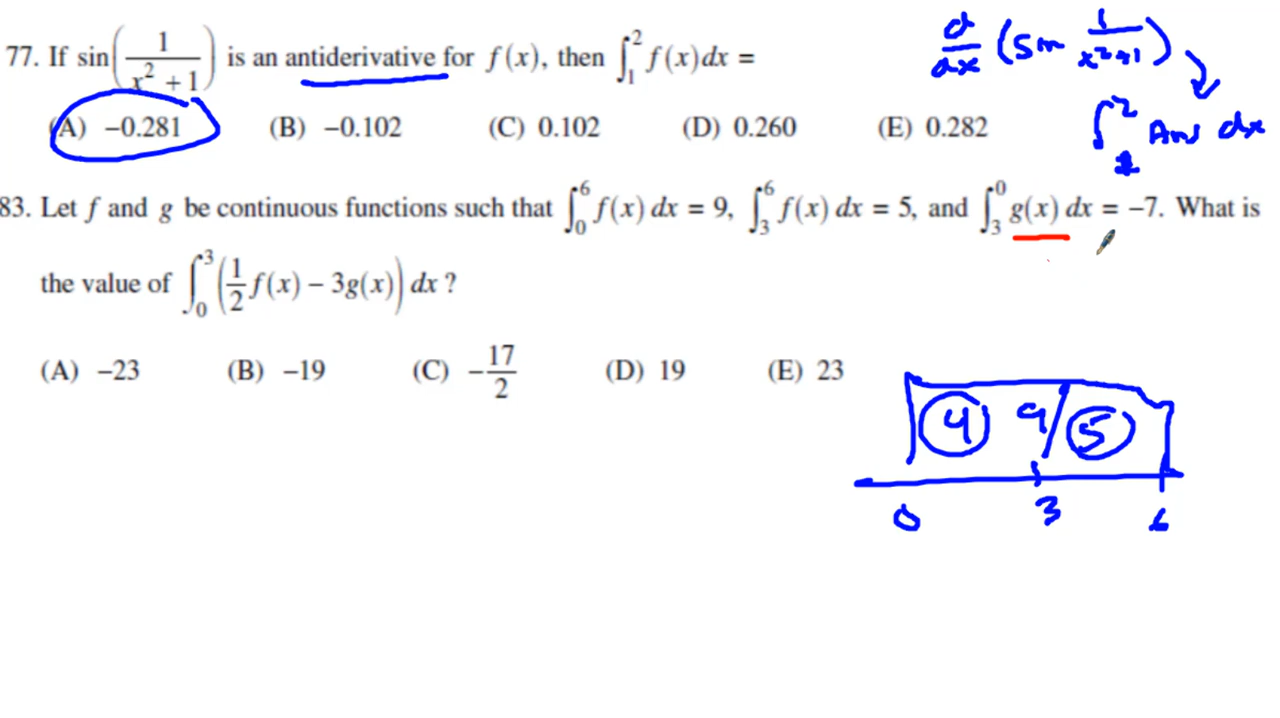 77. If sin(1/(x² + 1)) is an antiderivative for f(x), then ∫₁² f(x)dx =
(A) −0.281 (B) −0.102 (C) 0.102 (D) 0.260 (E) 0.282
d/dx (sin 1/(x²+1))
∫₁² Ans dx
83. Let f and g be continuous functions such that ∫₀⁶ f(x) dx = 9, ∫₃⁶ f(x) dx = 5, and ∫₃⁰ g(x) dx = −7. What is
the value of ∫₀³ (1/2 f(x) − 3g(x)) dx ?
(A) −23 (B) −19 (C) −17/2 (D) 19 (E) 23
4 9 5
0 3 6